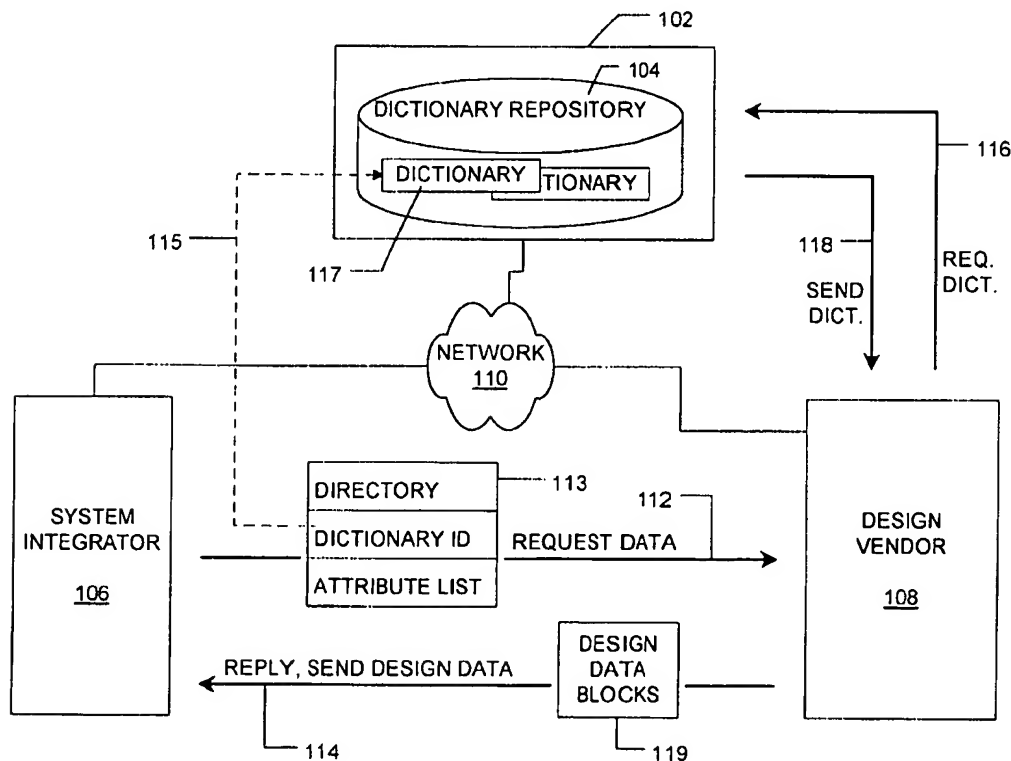 102
104
DICTIONARY REPOSITORY
DICTIONARY
TIONARY
116
115
117
118
REQ.
DICT.
SEND
DICT.
NETWORK
110
DIRECTORY
113
112
SYSTEM
INTEGRATOR
106
DICTIONARY ID
REQUEST DATA
DESIGN
VENDOR
108
ATTRIBUTE LIST
DESIGN
DATA
BLOCKS
REPLY, SEND DESIGN DATA
114
119